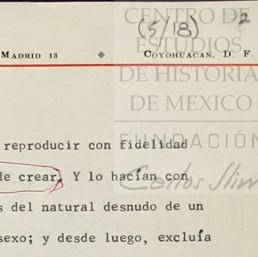 CENTRO DE
ESTUDIOS
DE HISTORIA
DE MEXICO
FUNDACIÓN
Carlos Slim
(5/18) 2
MADRID 13 ◆ COYOHUACAN, D. F.
reproducir con fidelidad
de crear. Y lo hacían con
s del natural desnudo de un
sexo; y desde luego, excluía